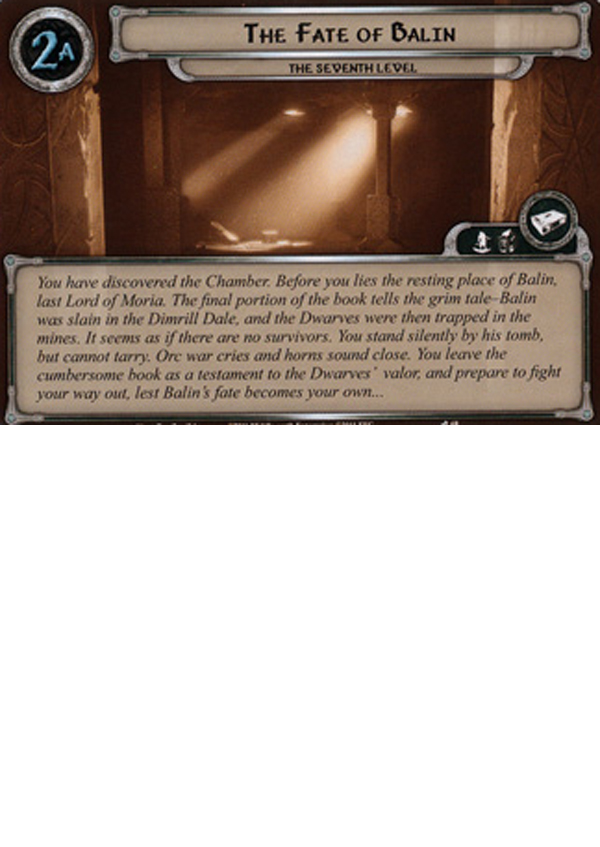 2A
THE FATE OF BALIN
THE SEVENTH LEVEL
You have discovered the Chamber. Before you lies the resting place of Balin,
last Lord of Moria. The final portion of the book tells the grim tale–Balin
was slain in the Dimrill Dale, and the Dwarves were then trapped in the
mines. It seems as if there are no survivors. You stand silently by his tomb,
but cannot tarry. Orc war cries and horns sound close. You leave the
cumbersome book as a testament to the Dwarves' valor, and prepare to fight
your way out, lest Balin's fate becomes your own...